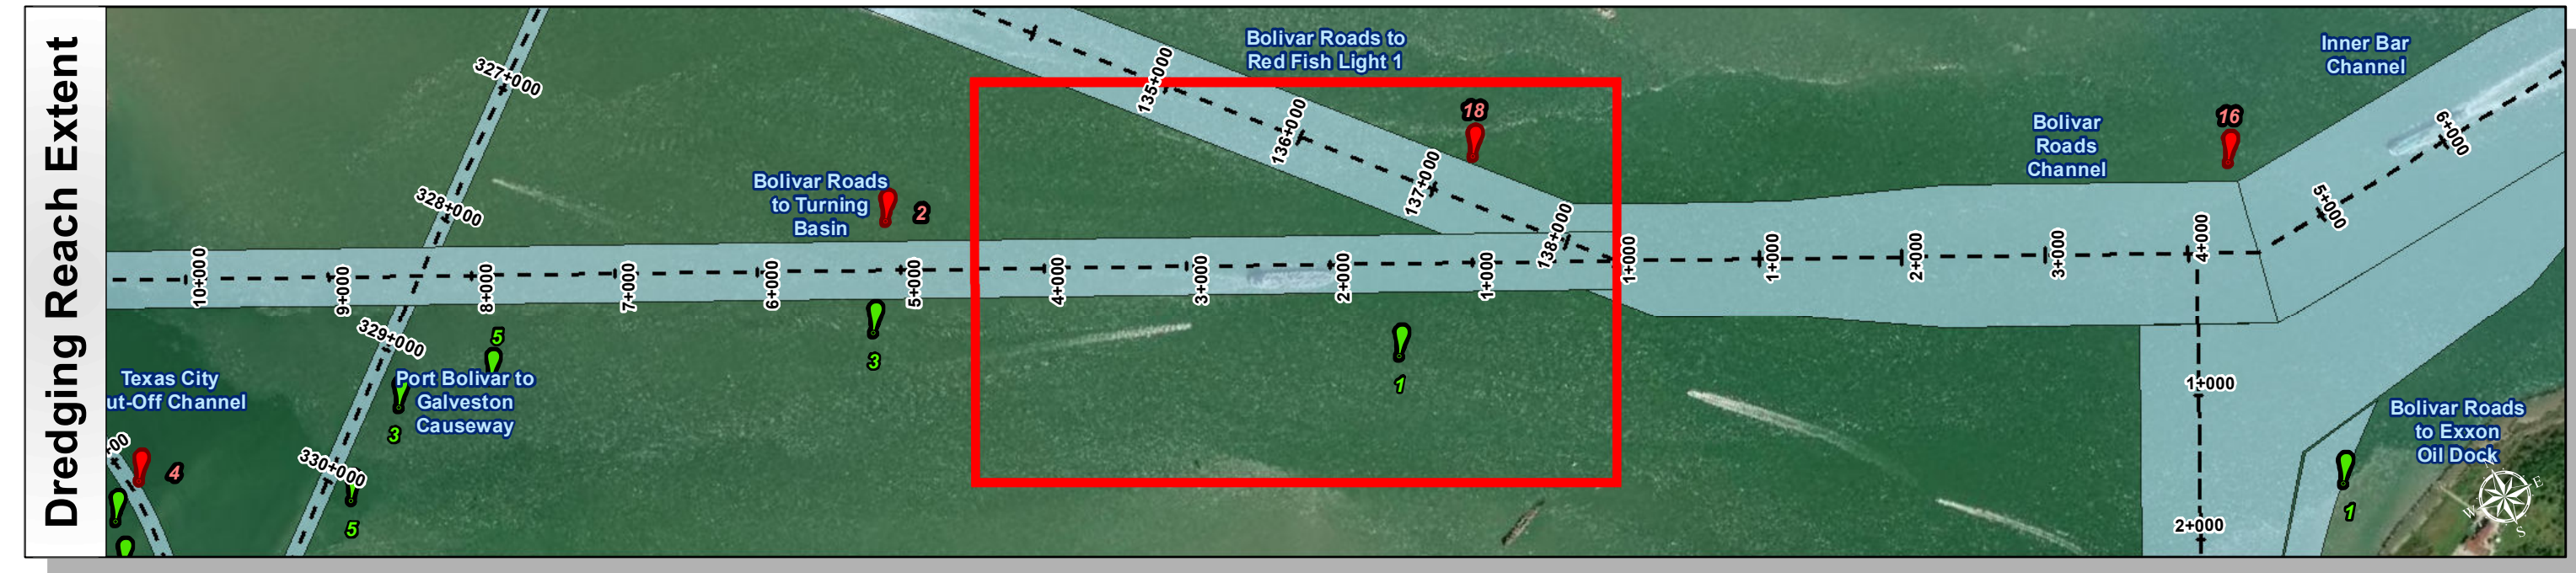 Dredging Reach Extent
327+000
328+000
329+000
330+000
Bolivar Roads to
Red Fish Light 1
135+000
136+000
137+000
138+000
18
Inner Bar
Channel
6+000
5+000
Bolivar
Roads
Channel
16
Bolivar Roads
to Turning
Basin
2
10+000
9+000
8+000
7+000
6+000
5+000
4+000
3+000
2+000
1+000
1+000
1+000
2+000
3+000
4+000
5
3
1
Texas City
ut-Off Channel
Port Bolivar to
Galveston
Causeway
3
+00
4
5
1+000
2+000
Bolivar Roads
to Exxon
Oil Dock
1
E
W
S